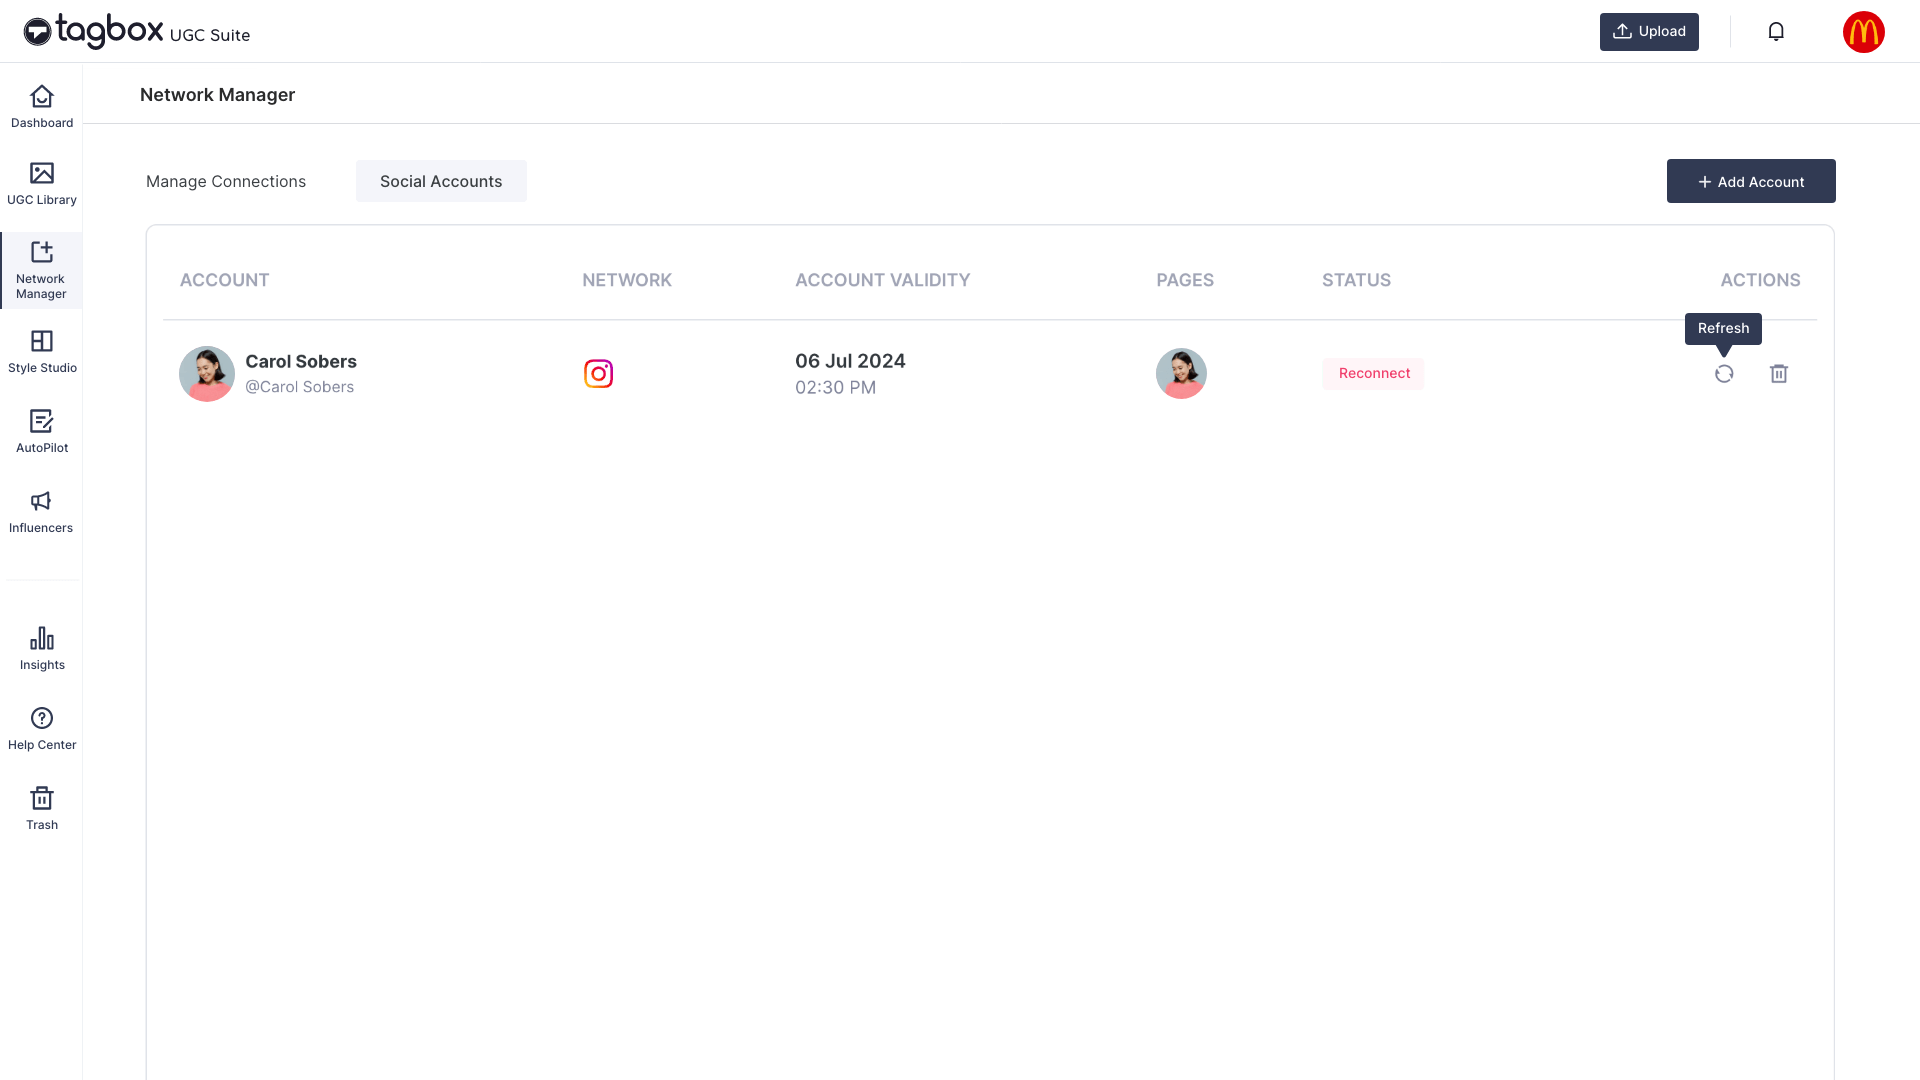 tagbox UGC Suite
Upload
Network Manager
Dashboard
UGC Library
Network
Manager
Style Studio
AutoPilot
Influencers
Insights
Help Center
Trash
Manage Connections
Social Accounts
+ Add Account
ACCOUNT NETWORK ACCOUNT VALIDITY PAGES STATUS ACTIONS
Refresh
Carol Sobers
@Carol Sobers
06 Jul 2024
02:30 PM
Reconnect